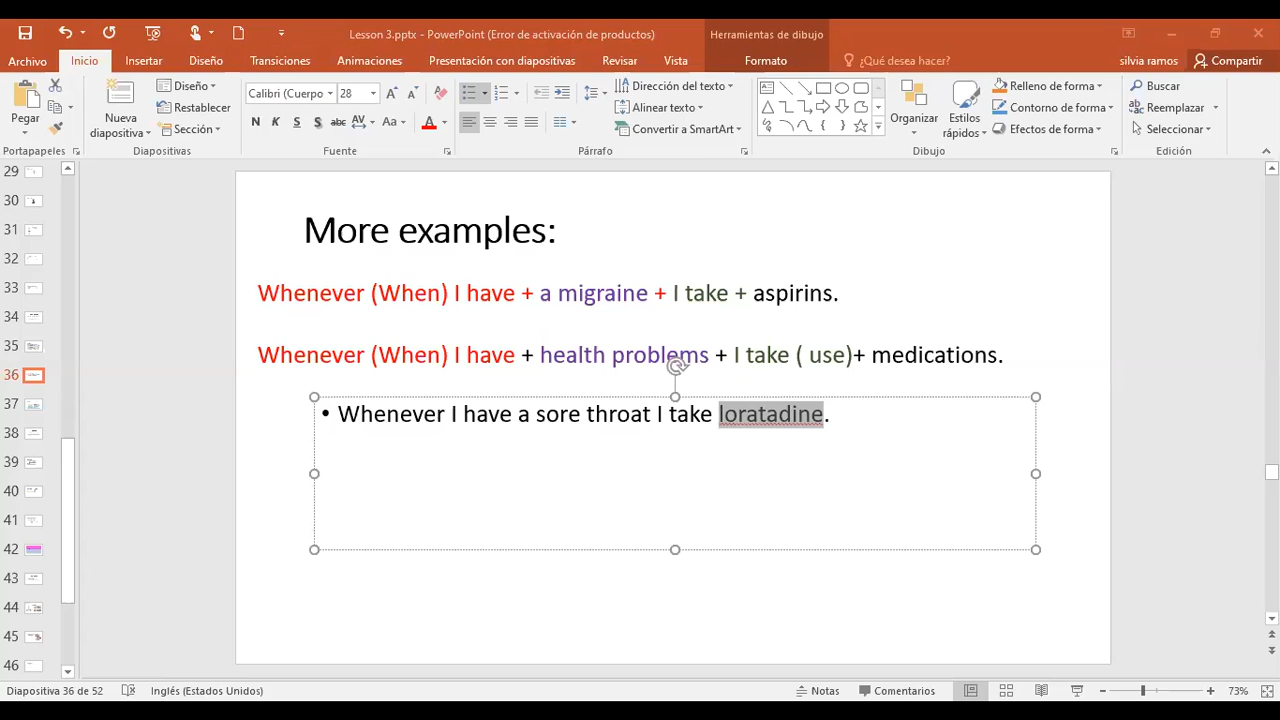 Lesson 3.pptx - PowerPoint (Error de activación de productos)
Herramientas de dibujo
Archivo
Inicio
Insertar
Diseño
Transiciones
Animaciones
Presentación con diapositivas
Revisar
Vista
Formato
¿Qué desea hacer?
silvia ramos
Compartir
Pegar
Nueva
diapositiva
Diseño
Restablecer
Sección
Calibri (Cuerpo)
28
N K S S abc AV Aa A
Dirección del texto
Alinear texto
Convertir a SmartArt
Organizar
Estilos
rápidos
Relleno de forma
Contorno de forma
Efectos de forma
Buscar
Reemplazar
Seleccionar
Portapapeles
Diapositivas
Fuente
Párrafo
Dibujo
Edición
29
30
31
32
33
34
35
36
37
38
39
40
41
42
43
44
45
46
More examples:
Whenever (When) I have + a migraine + I take + aspirins.
Whenever (When) I have + health problems + I take ( use)+ medications.
• Whenever I have a sore throat I take loratadine.
Diapositiva 36 de 52
Inglés (Estados Unidos)
Notas
Comentarios
73%